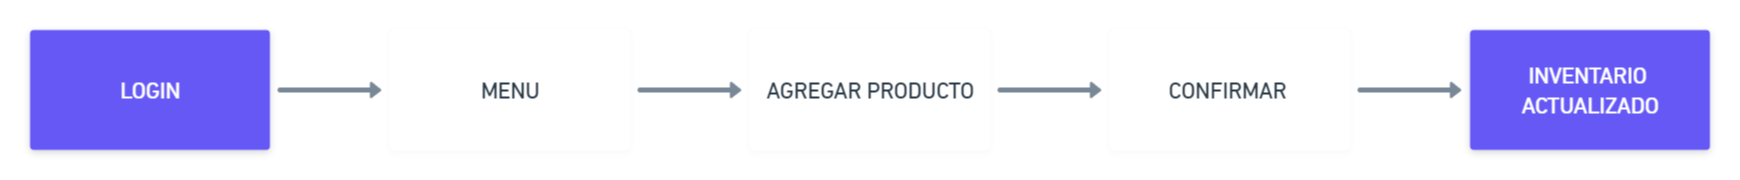 LOGIN
MENU
AGREGAR PRODUCTO
CONFIRMAR
INVENTARIO
ACTUALIZADO